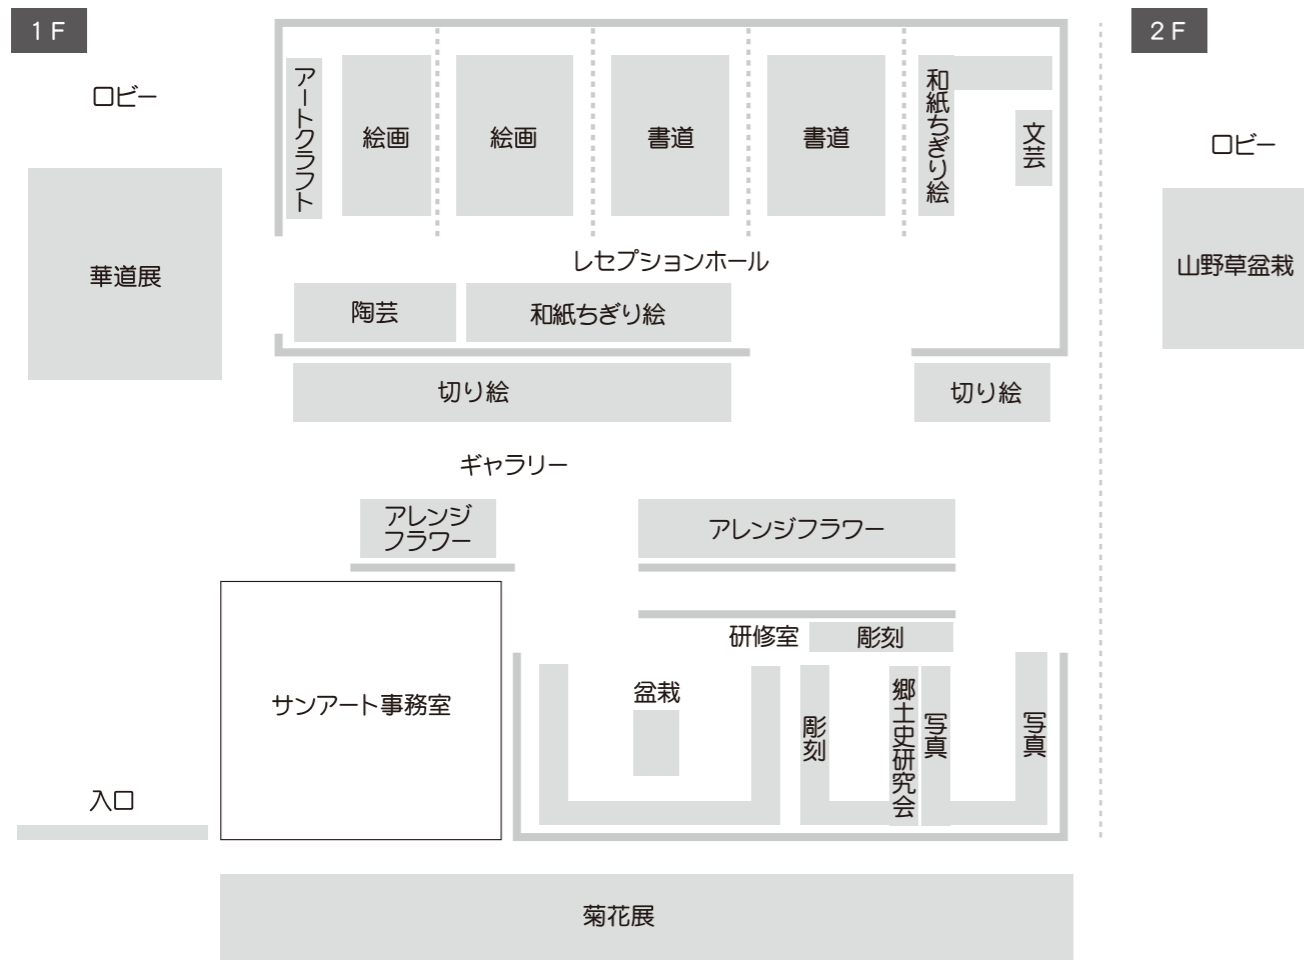 1F
ロビー
華道展
アートクラフト
絵画
絵画
書道
書道
和紙ちぎり絵
文芸
レセプションホール
陶芸
和紙ちぎり絵
切り絵
切り絵
ギャラリー
アレンジ
フラワー
アレンジフラワー
サンアート事務室
研修室
彫刻
盆栽
彫刻
郷土史研究会
写真
写真
入口
菊花展
2F
ロビー
山野草盆栽